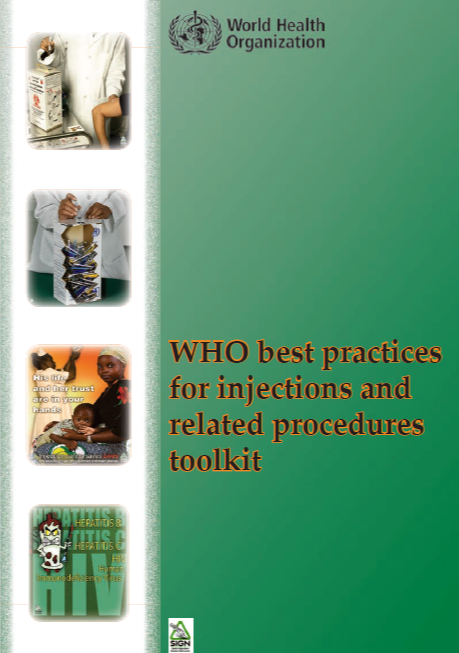 World Health
Organization
His life
and her trust
are in your
hands
HEPATITIS B
HEPATITIS C
HIV
WHO best practices
for injections and
related procedures
toolkit
SIGN